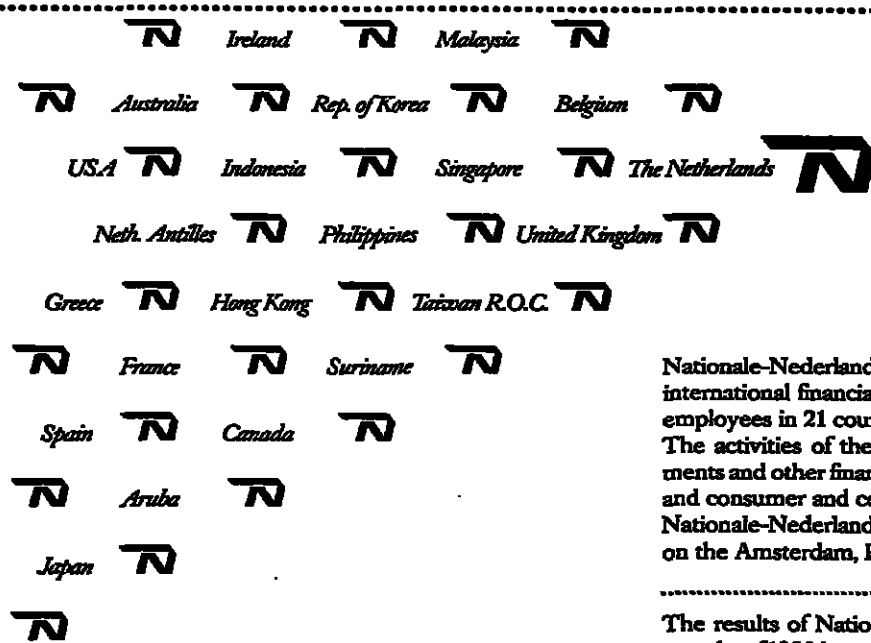 Ireland Malaysia
Australia Rep. of Korea Belgium
USA Indonesia Singapore The Netherlands
Neth. Antilles Philippines United Kingdom
Greece Hong Kong Taiwan R.O.C.
France Suriname
Spain Canada
Aruba
Japan
Nationale-Nederland
international financia
employees in 21 cour
The activities of the
ments and other finan
and consumer and ce
Nationale-Nederland
on the Amsterdam,
The results of Natio